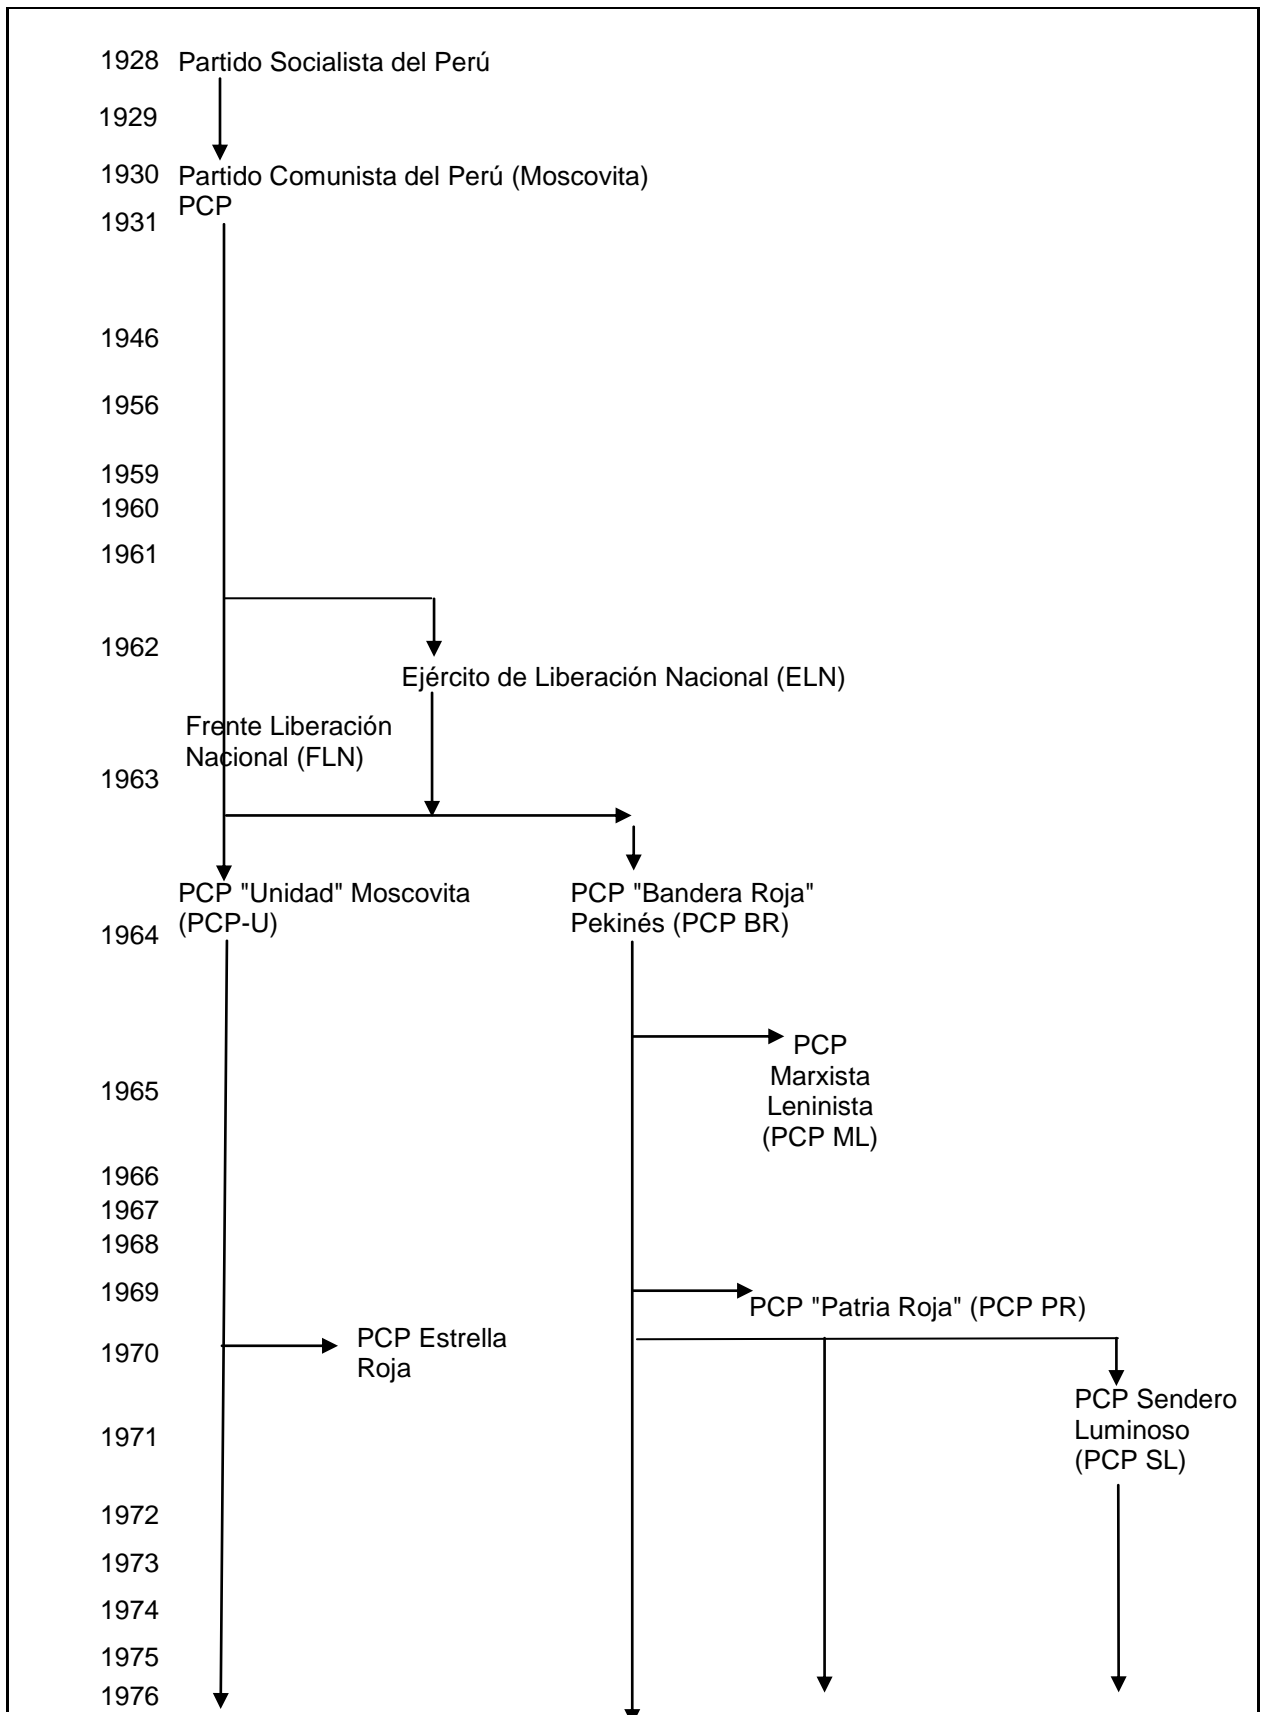 1928 Partido Socialista del Perú
1929
1930 Partido Comunista del Perú (Moscovita)
PCP
1931
1946
1956
1959
1960
1961
1962
Ejército de Liberación Nacional (ELN)
Frente Liberación
Nacional (FLN)
1963
PCP "Unidad" Moscovita
(PCP-U)
PCP "Bandera Roja"
Pekinés (PCP BR)
1964
PCP
Marxista
Leninista
(PCP ML)
1965
1966
1967
1968
1969
PCP "Patria Roja" (PCP PR)
PCP Estrella
Roja
1970
PCP Sendero
Luminoso
(PCP SL)
1971
1972
1973
1974
1975
1976